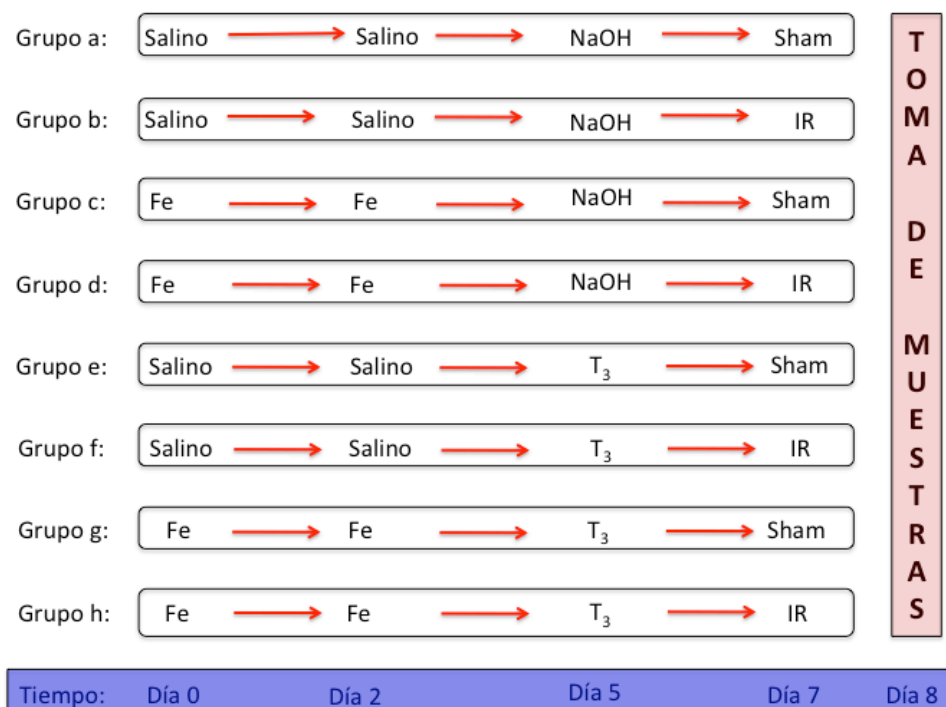 Grupo a: Salino Salino NaOH Sham
Grupo b: Salino Salino NaOH IR
Grupo c: Fe Fe NaOH Sham
Grupo d: Fe Fe NaOH IR
Grupo e: Salino Salino T₃ Sham
Grupo f: Salino Salino T₃ IR
Grupo g: Fe Fe T₃ Sham
Grupo h: Fe Fe T₃ IR
TOMA DE MUESTRAS
Tiempo: Día 0 Día 2 Día 5 Día 7 Día 8